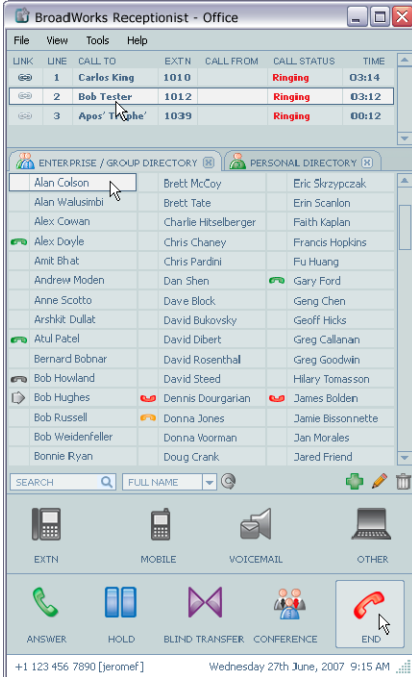 BroadWorks Receptionist - Office
File View Tools Help
LINK LINE CALL TO EXTN CALL FROM CALL STATUS TIME
1 Carlos King 1010 Ringing 03:14
2 Bob Tester 1012 Ringing 03:12
3 Apos' 1039 Ringing 00:12
ENTERPRISE / GROUP DIRECTORY PERSONAL DIRECTORY
Alan Colson Brett McCoy Eric Skrzypczak
Alan Walusimbi Brett Tate Erin Scanlon
Alex Cowan Charlie Hitselberger Faith Kaplan
Alex Doyle Chris Chaney Francis Hopkins
Amit Bhat Chris Pardini Fu Huang
Andrew Moden Dan Shen Gary Ford
Anne Scotto Dave Block Geng Chen
Arshkit Dullat David Bukovsky Geoff Hicks
Atul Patel David Dibert Greg Callanan
Bernard Bobnar David Rosenthal Greg Goodwin
Bob Howland David Steed Hilary Tomasson
Bob Hughes Dennis Dourgarian James Bolden
Bob Russell Donna Jones Jamie Bissonnette
Bob Weidenfeller Donna Voorman Jan Morales
Bonnie Ryan Doug Crank Jared Friend
SEARCH FULL NAME
EXTN MOBILE VOICEMAIL OTHER
ANSWER HOLD BLIND TRANSFER CONFERENCE END
+1 123 456 7890 [jeromef] Wednesday 27th June, 2007 9:15 AM